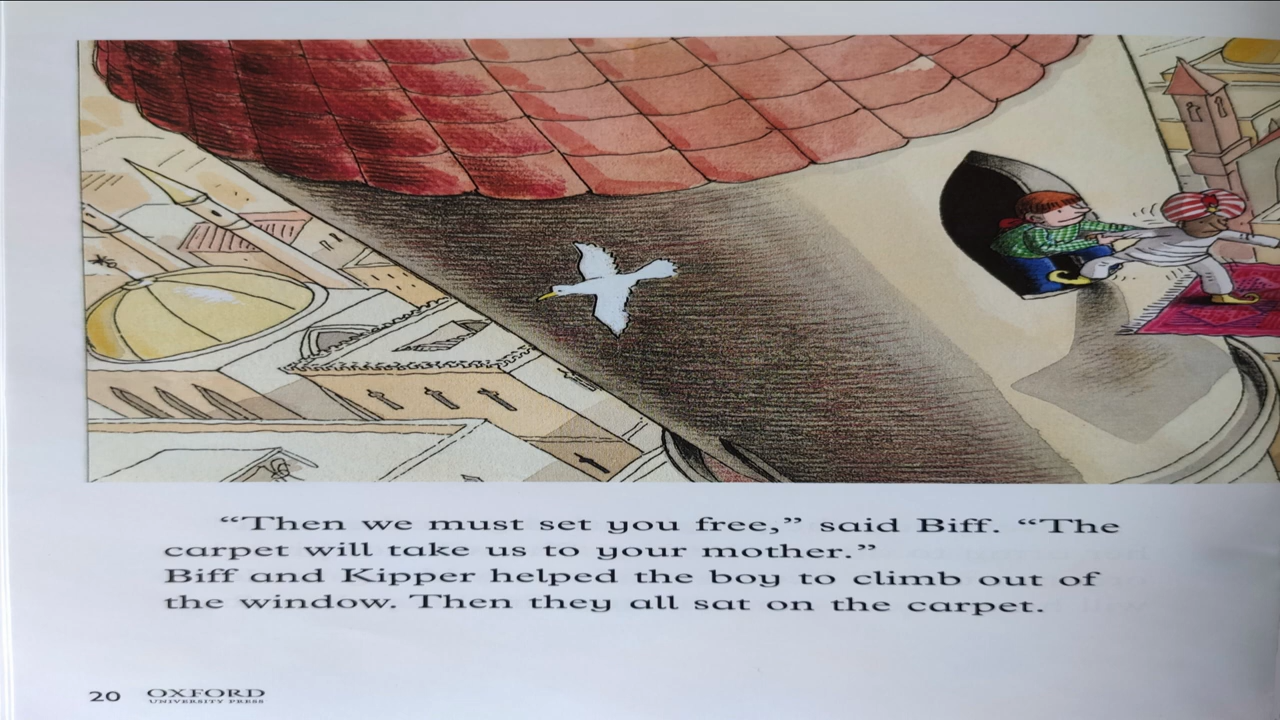 “Then we must set you free,” said Biff. “The
carpet will take us to your mother.”
Biff and Kipper helped the boy to climb out of
the window. Then they all sat on the carpet.
20 OXFORD
UNIVERSITY PRESS